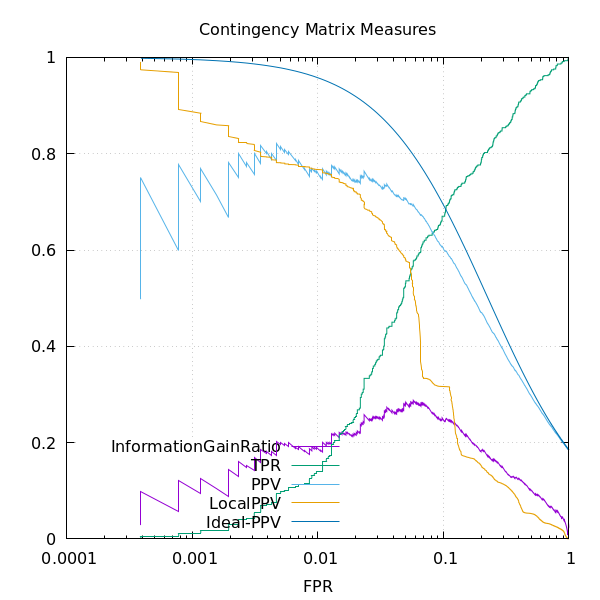 Contingency Matrix Measures
1
0.8
0.6
0.4
0.2
0
InformationGainRatio
TPR
PPV
LocalPPV
Ideal-PPV
0.0001
0.001
0.01
0.1
1
FPR